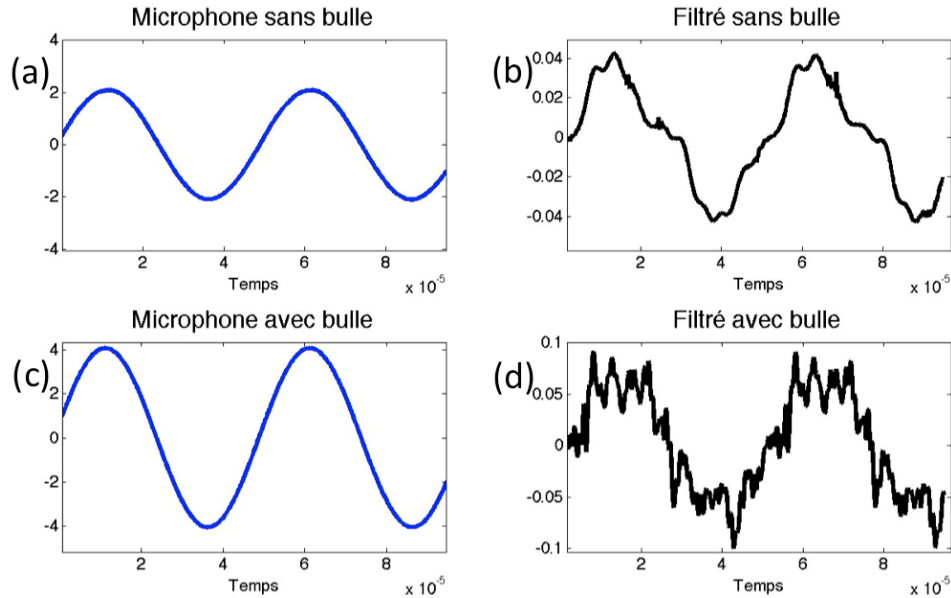 Microphone sans bulle
(a)
4
2
0
-2
-4
2
4
6
8
Temps
x 10-5
Filtré sans bulle
(b)
0.04
0.02
0
-0.02
-0.04
2
4
6
8
Temps
x 10-5
Microphone avec bulle
(c)
4
2
0
-2
-4
2
4
6
8
Temps
x 10-5
Filtré avec bulle
(d)
0.1
0.05
0
-0.05
-0.1
2
4
6
8
Temps
x 10-5